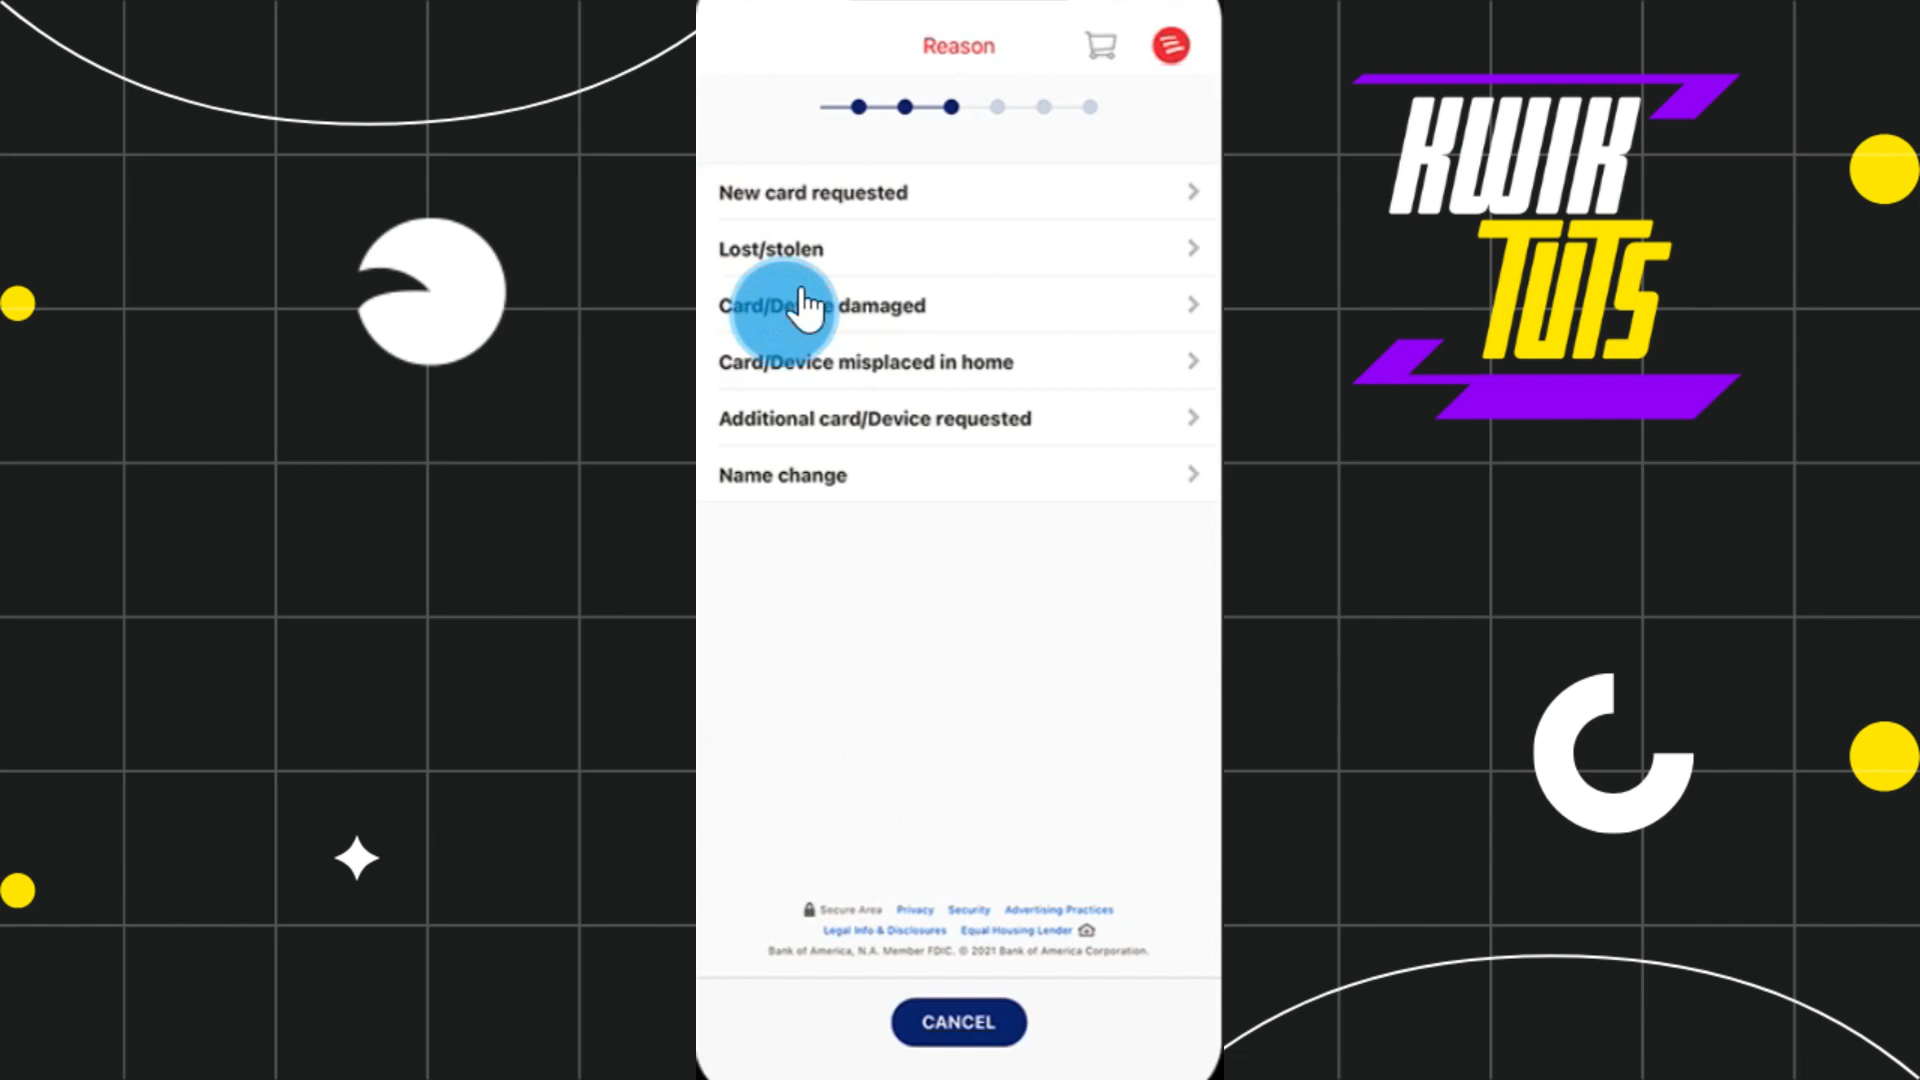 Reason
New card requested
Lost/stolen
Card/Device damaged
Card/Device misplaced in home
Additional card/Device requested
Name change
Secure Area Privacy Security Advertising Practices
Legal Info & Disclosures Equal Housing Lender
Bank of America, N.A. Member FDIC. © 2021 Bank of America Corporation.
CANCEL
KWIK
TUTS